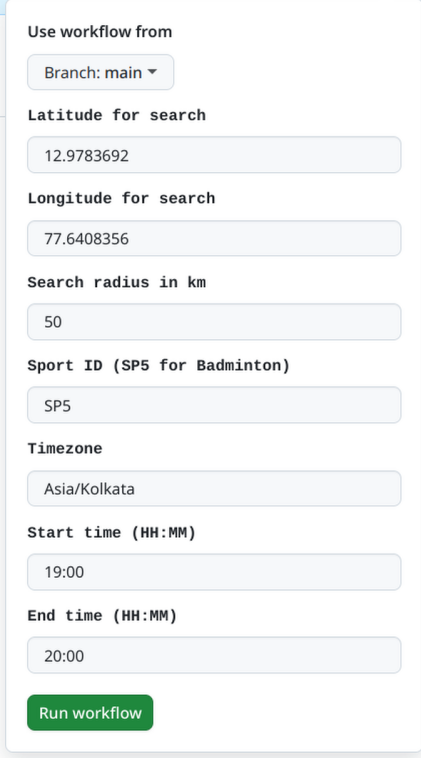 Use workflow from
Branch: main
Latitude for search
12.9783692
Longitude for search
77.6408356
Search radius in km
50
Sport ID (SP5 for Badminton)
SP5
Timezone
Asia/Kolkata
Start time (HH:MM)
19:00
End time (HH:MM)
20:00
Run workflow